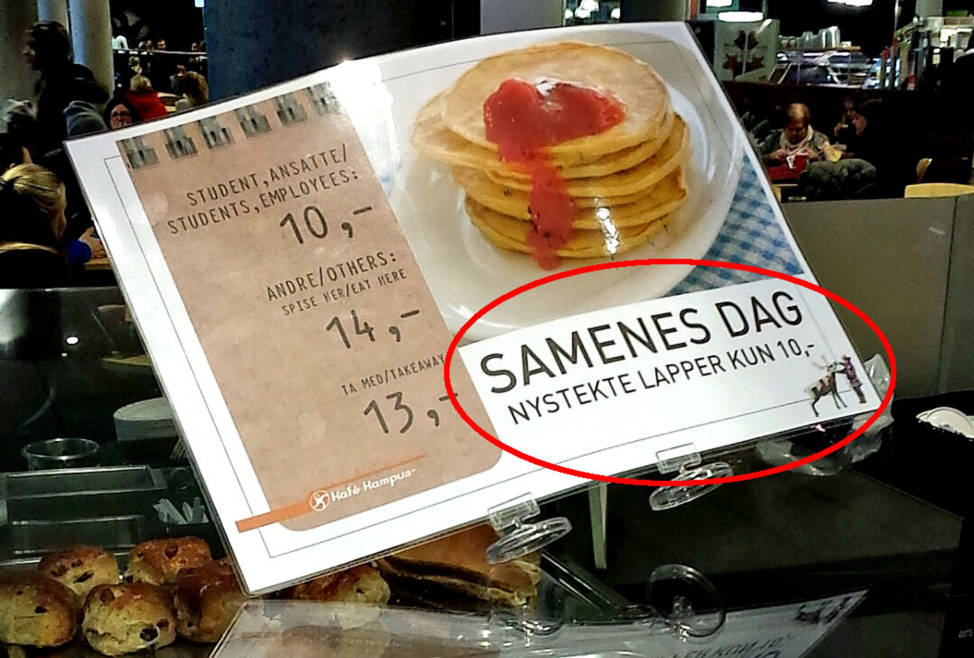 STUDENT, ANSATTE/
STUDENTS, EMPLOYEES:
10,-
ANDRE/OTHERS:
SPISE HER/EAT HERE
14,-
TA MED/TAKEAWAY
13,-
Kafé Hampus
SAMENES DAG
NYSTEKTE LAPPER KUN 10,-